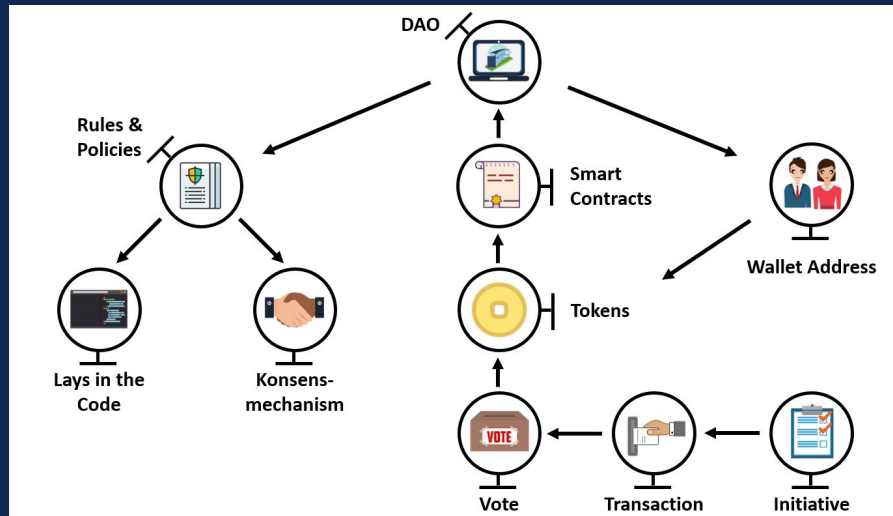 DAO
Rules &
Policies
Smart
Contracts
Wallet Address
Tokens
Lays in the
Code
Konsens-
mechanism
VOTE
Vote
Transaction
Initiative